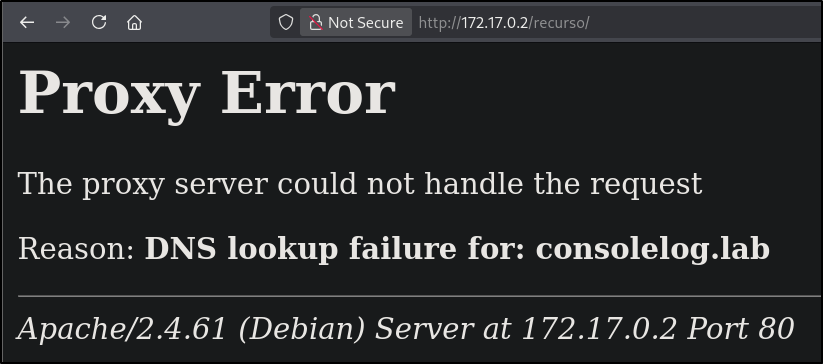 Not Secure http://172.17.0.2/recurso/
Proxy Error
The proxy server could not handle the request
Reason: DNS lookup failure for: consolelog.lab
Apache/2.4.61 (Debian) Server at 172.17.0.2 Port 80